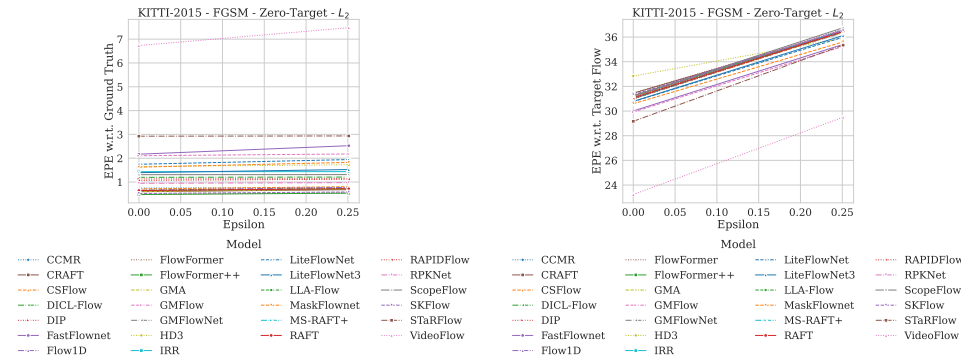 KITTI-2015 - FGSM - Zero-Target - L2
EPE w.r.t. Ground Truth
7
6
5
4
3
2
1
0.00 0.05 0.10 0.15 0.20 0.25
Epsilon
Model
CCMR FlowFormer LiteFlowNet RAPIDFlow
CRAFT FlowFormer++ LiteFlowNet3 RPKNet
CSFlow GMA LLA-Flow ScopeFlow
DICL-Flow GMFlow MaskFlownet SKFlow
DIP GMFlowNet MS-RAFT+ STaRFlow
FastFlownet HD3 RAFT VideoFlow
Flow1D IRR
KITTI-2015 - FGSM - Zero-Target - L2
EPE w.r.t. Target Flow
36
34
32
30
28
26
24
0.00 0.05 0.10 0.15 0.20 0.25
Epsilon
Model
CCMR FlowFormer LiteFlowNet RAPIDFlow
CRAFT FlowFormer++ LiteFlowNet3 RPKNet
CSFlow GMA LLA-Flow ScopeFlow
DICL-Flow GMFlow MaskFlownet SKFlow
DIP GMFlowNet MS-RAFT+ STaRFlow
FastFlownet HD3 RAFT VideoFlow
Flow1D IRR